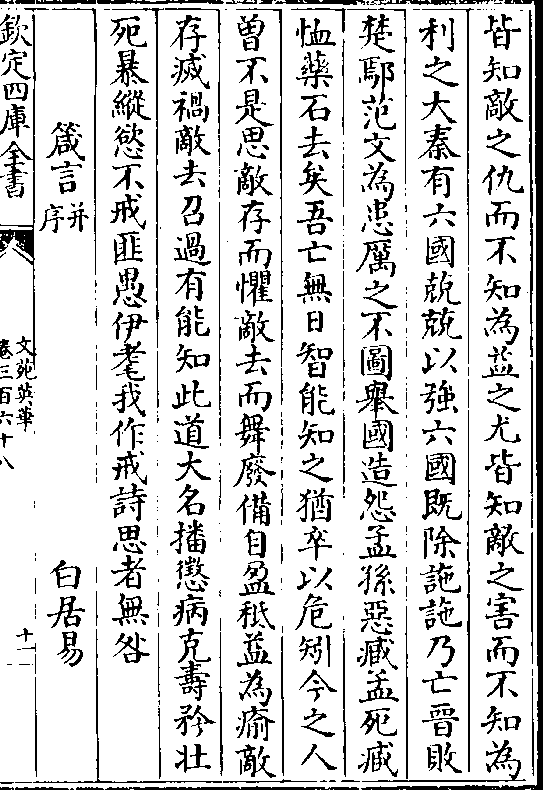 皆知敵之仇而不知為益之尤皆知敵之害而不知為
利之大秦有六國兢兢以強六國既除訑訑乃亡晉敗
楚鄢范文為患厲之不圖舉國造怨孟孫惡臧孟死臧
恤藥石去矣吾亡無日智能知之猶卒以危矧今之人
曽不是思敵存而懼敵去而舞廢備自盈秪益為瘉敵
存滅禍敵去召過有能知此道大名播懲病克壽矜壯
死暴縱慾不戒匪愚伊耄我作戒詩思者無咎
箴言并序 白居易
欽定四庫全書
文苑英華
卷三百六十八
十一